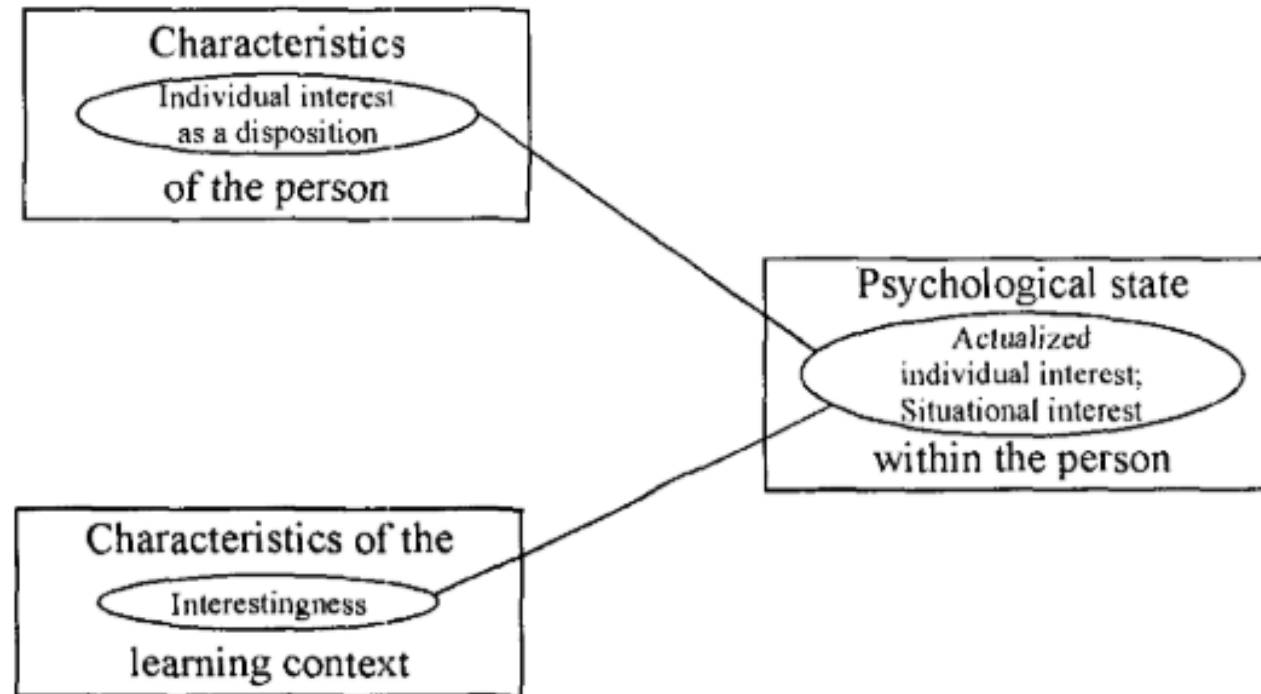 Characteristics
Individual interest
as a disposition
of the person
Psychological state
Actualized
individual interest;
Situational interest
within the person
Characteristics of the
Interestingness
learning context